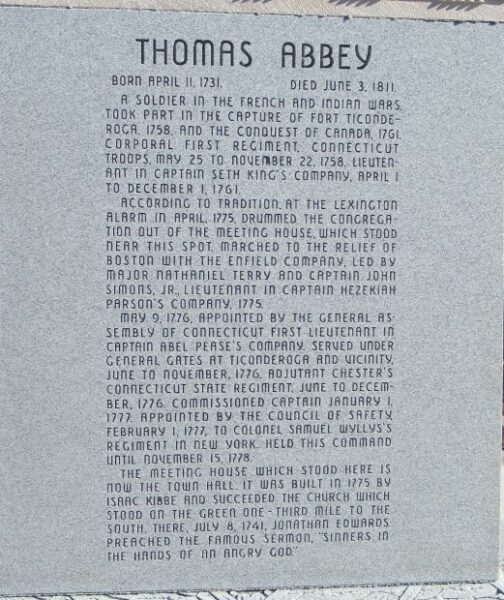 THOMAS ABBEY
BORN APRIL 11, 1731. DIED JUNE 3, 1811.
A SOLDIER IN THE FRENCH AND INDIAN WARS,
TOOK PART IN THE CAPTURE OF FORT TICONDE-
ROGA, 1758, AND THE CONQUEST OF CANADA, 1761.
CORPORAL FIRST REGIMENT, CONNECTICUT
TROOPS, MAY 25 TO NOVEMBER 22, 1758, LIEUTEN-
ANT IN CAPTAIN SETH KING'S COMPANY, APRIL 1
TO DECEMBER 1, 1761.
ACCORDING TO TRADITION, AT THE LEXINGTON
ALARM IN APRIL, 1775, DRUMMED THE CONGREGA-
TION OUT OF THE MEETING HOUSE, WHICH STOOD
NEAR THIS SPOT. MARCHED TO THE RELIEF OF
BOSTON WITH THE ENFIELD COMPANY, LED BY
MAJOR NATHANIEL TERRY AND CAPTAIN JOHN
SIMONS, JR., LIEUTENANT IN CAPTAIN HEZEKIAH
PARSON'S COMPANY, 1775.
MAY 9, 1776, APPOINTED BY THE GENERAL AS-
SEMBLY OF CONNECTICUT FIRST LIEUTENANT IN
CAPTAIN ABEL PEASE'S COMPANY. SERVED UNDER
GENERAL GATES AT TICONDEROGA AND VICINITY,
JUNE TO NOVEMBER, 1776, ADJUTANT CHESTER'S
CONNECTICUT STATE REGIMENT, JUNE TO DECEM-
BER, 1776. COMMISSIONED CAPTAIN JANUARY 1,
1777. APPOINTED BY THE COUNCIL OF SAFETY,
FEBRUARY 1, 1777, TO COLONEL SAMUEL WYLLYS'S
REGIMENT IN NEW YORK. HELD THIS COMMAND
UNTIL NOVEMBER 15, 1778.
THE MEETING HOUSE WHICH STOOD HERE IS
NOW THE TOWN HALL. IT WAS BUILT IN 1775 BY
ISAAC KIBBE AND SUCCEEDED THE CHURCH WHICH
STOOD ON THE GREEN ONE-THIRD MILE TO THE
SOUTH. THERE, JULY 8, 1741, JONATHAN EDWARDS
PREACHED THE FAMOUS SERMON, "SINNERS IN
THE HANDS OF AN ANGRY GOD."